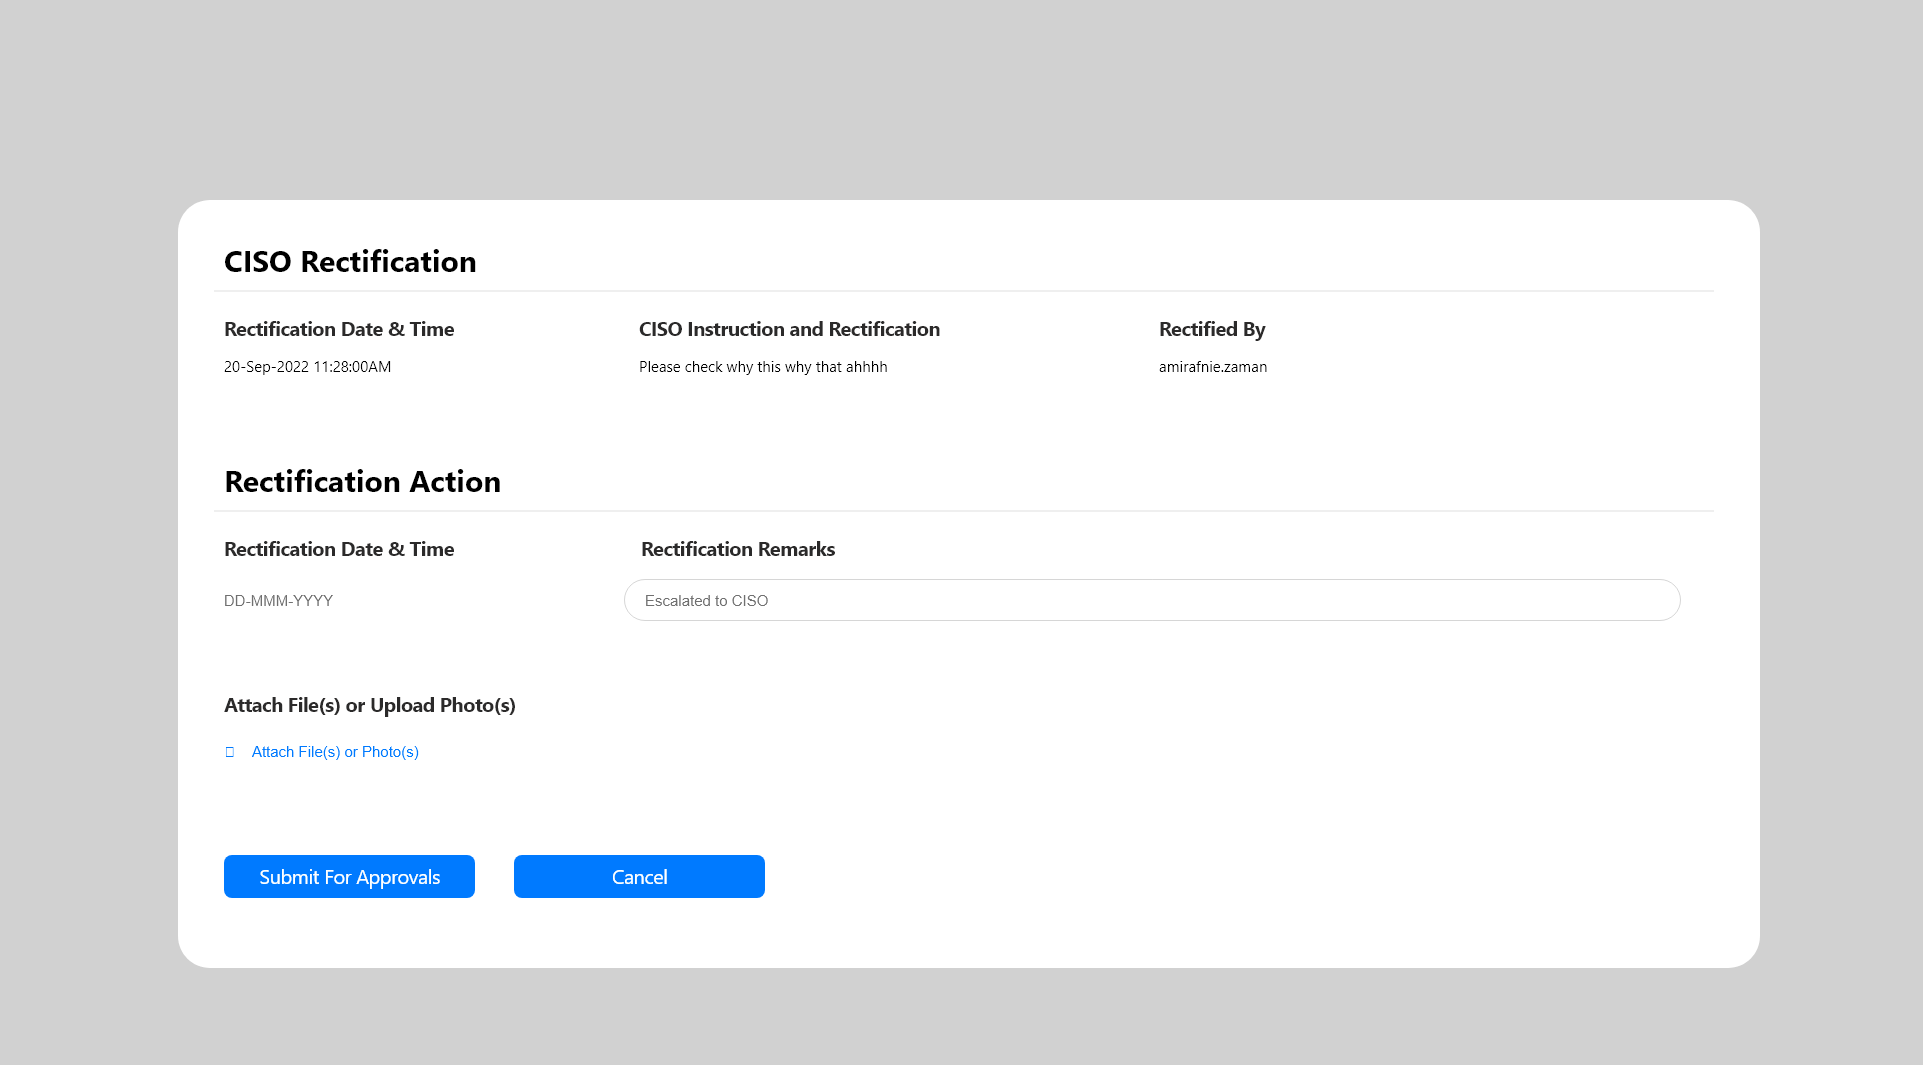 CISO Rectification
Rectification Date & Time
CISO Instruction and Rectification
Rectified By
20-Sep-2022 11:28:00AM
Please check why this why that ahhhh
amirafnie.zaman
Rectification Action
Rectification Date & Time
Rectification Remarks
DD-MMM-YYYY
Escalated to CISO
Attach File(s) or Upload Photo(s)
Attach File(s) or Photo(s)
Submit For Approvals
Cancel